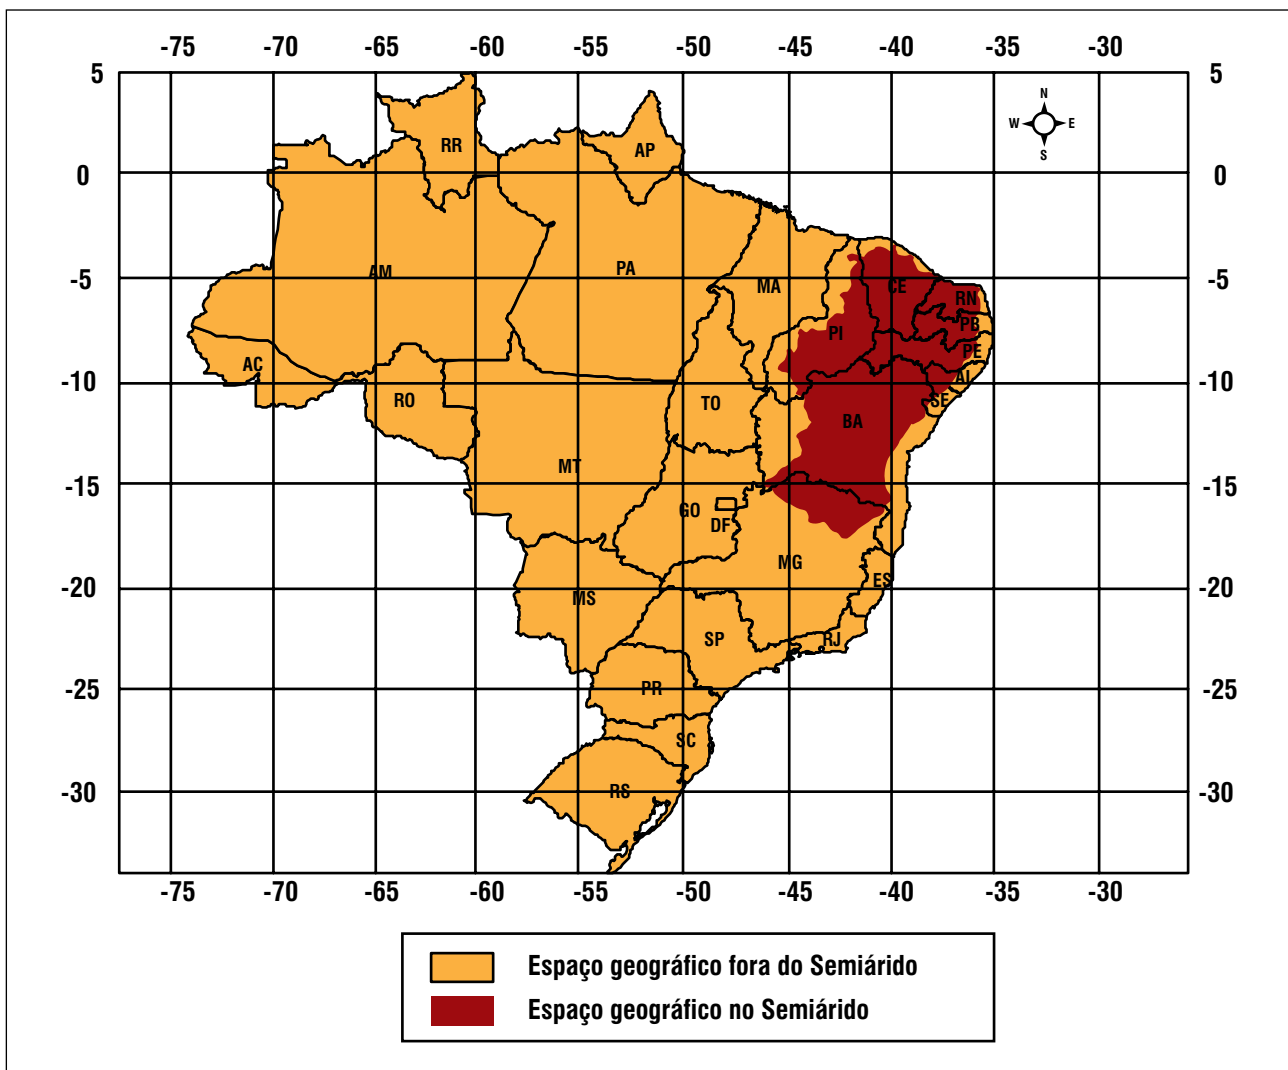 -75 -70 -65 -60 -55 -50 -45 -40 -35 -30
5 5
N
W E
S
RR AP
0 0
AM PA
-5 -5
MA CE
RN
PI PB
PE
AC
AL
-10 -10
RO TO SE
BA
MT
-15 -15
GO
DF
MG
ES
-20 -20
MS
SP RJ
PR
-25 -25
SC
RS
-30 -30
-75 -70 -65 -60 -55 -50 -45 -40 -35 -30
Espaço geográfico fora do Semiárido
Espaço geográfico no Semiárido